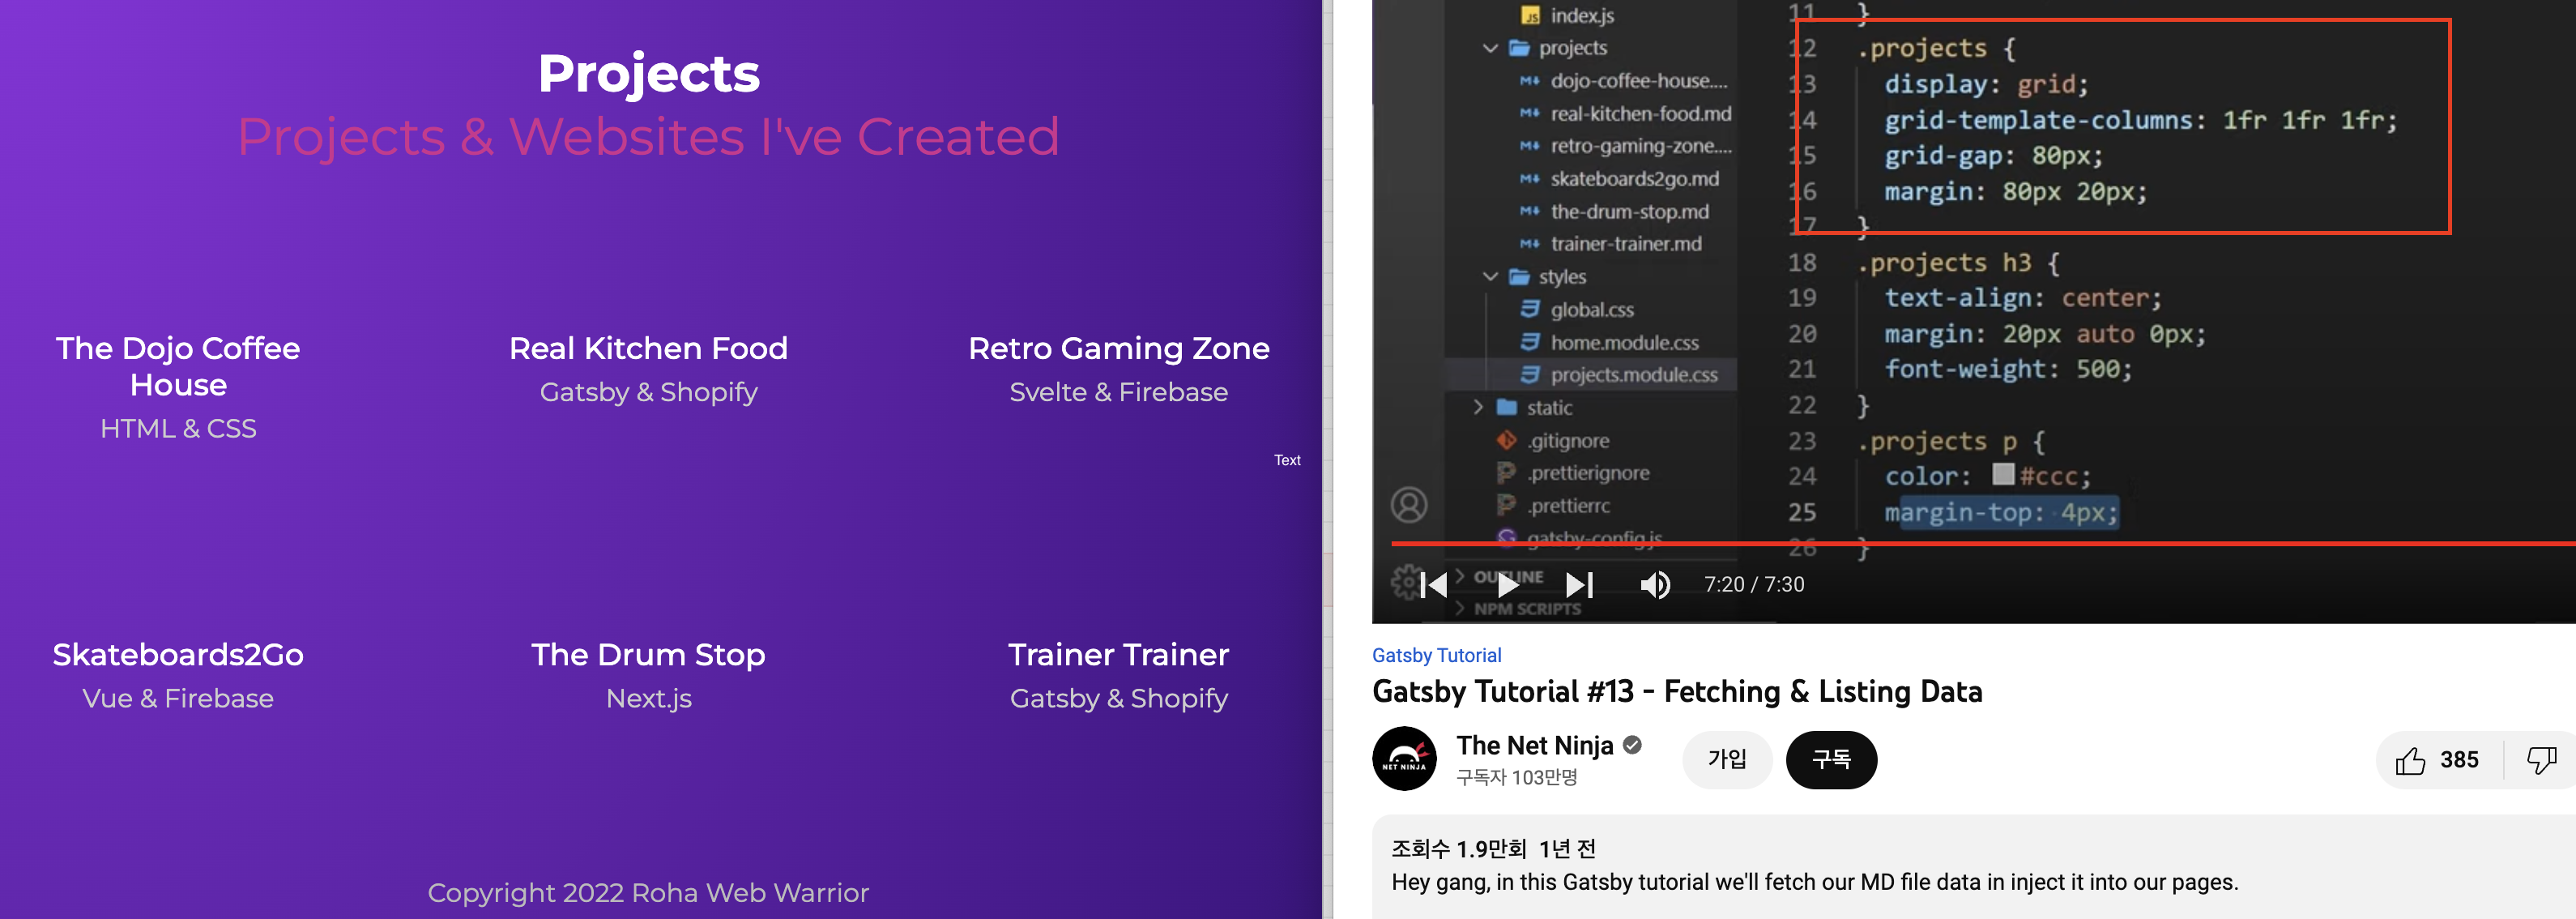 Projects
Projects & Websites I've Created
The Dojo Coffee
House
HTML & CSS
Real Kitchen Food
Gatsby & Shopify
Retro Gaming Zone
Svelte & Firebase
Text
Skateboards2Go
Vue & Firebase
The Drum Stop
Next.js
Trainer Trainer
Gatsby & Shopify
Copyright 2022 Roha Web Warrior
JS index.js
projects
dojo-coffee-house....
real-kitchen-food.md
retro-gaming-zone....
skateboards2go.md
the-drum-stop.md
trainer-trainer.md
styles
global.css
home.module.css
projects.module.css
static
.gitignore
.prettierignore
.prettierrc
gatsby-config.js
OUTLINE
NPM SCRIPTS
11 }
12 .projects {
13 display: grid;
14 grid-template-columns: 1fr 1fr 1fr;
15 grid-gap: 80px;
16 margin: 80px 20px;
17 }
18 .projects h3 {
19 text-align: center;
20 margin: 20px auto 0px;
21 font-weight: 500;
22 }
23 .projects p {
24 color: #ccc;
25 margin-top: 4px;
26 }
7:20 / 7:30
Gatsby Tutorial
Gatsby Tutorial #13 - Fetching & Listing Data
NET NINJA
The Net Ninja
구독자 103만명
가입
구독
385
조회수 1.9만회 1년 전
Hey gang, in this Gatsby tutorial we'll fetch our MD file data in inject it into our pages.